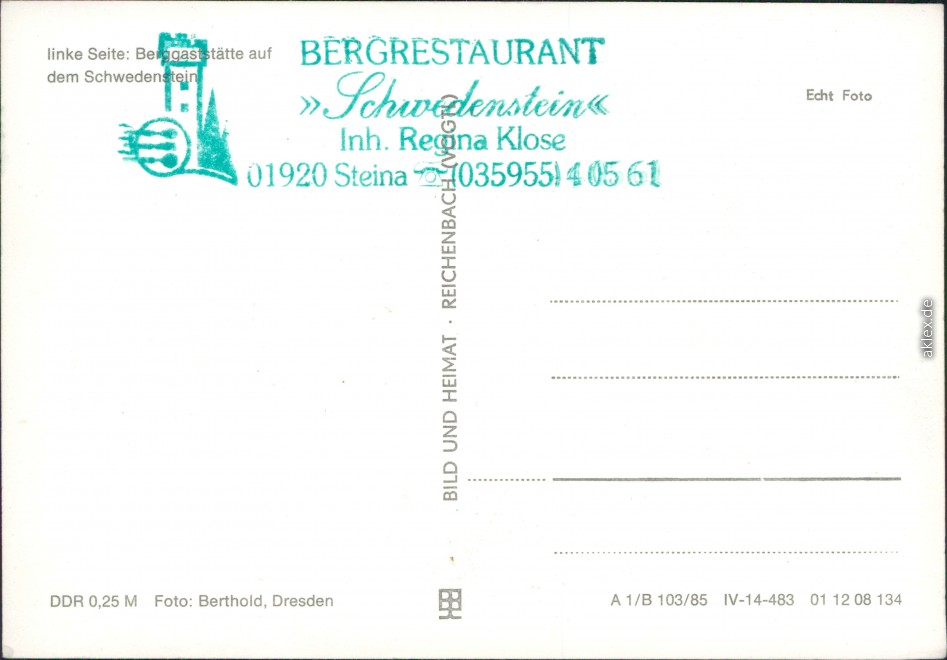 linke Seite: Berggaststätte auf
dem Schwedenstein
BERGRESTAURANT
»Schwedenstein«
Inh. Regina Klose
01920 Steina ☏ (035955) 4 05 61
Echt Foto
BILD UND HEIMAT · REICHENBACH (VOGTL)
aklex.de
DDR 0,25 M Foto: Berthold, Dresden
A 1/B 103/85 IV-14-483 01 12 08 134